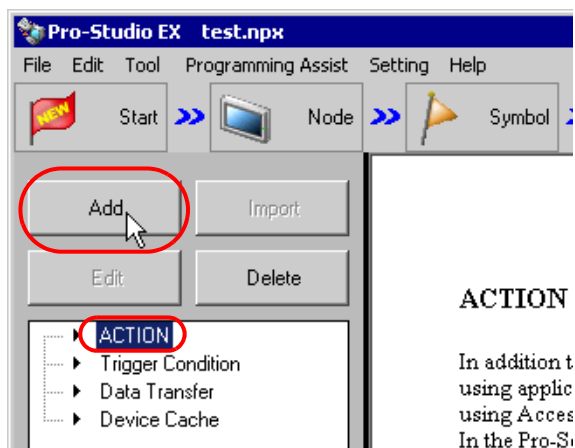 Pro-Studio EX test.npx
File Edit Tool Programming Assist Setting Help
NEW Start Node Symbol
Add Import
Edit Delete
ACTION
Trigger Condition
Data Transfer
Device Cache
ACTION
In addition t
using applic
using Acces
In the Pro-St